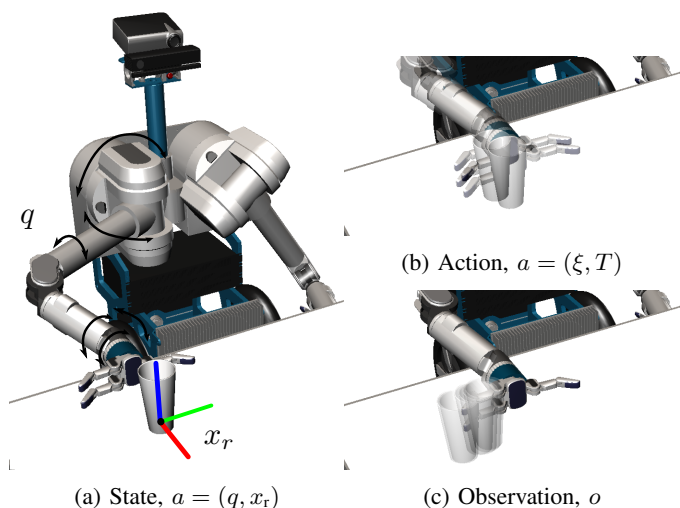 q
x_r
(a) State, a = (q, x_r)
(b) Action, a = (ξ, T)
(c) Observation, o